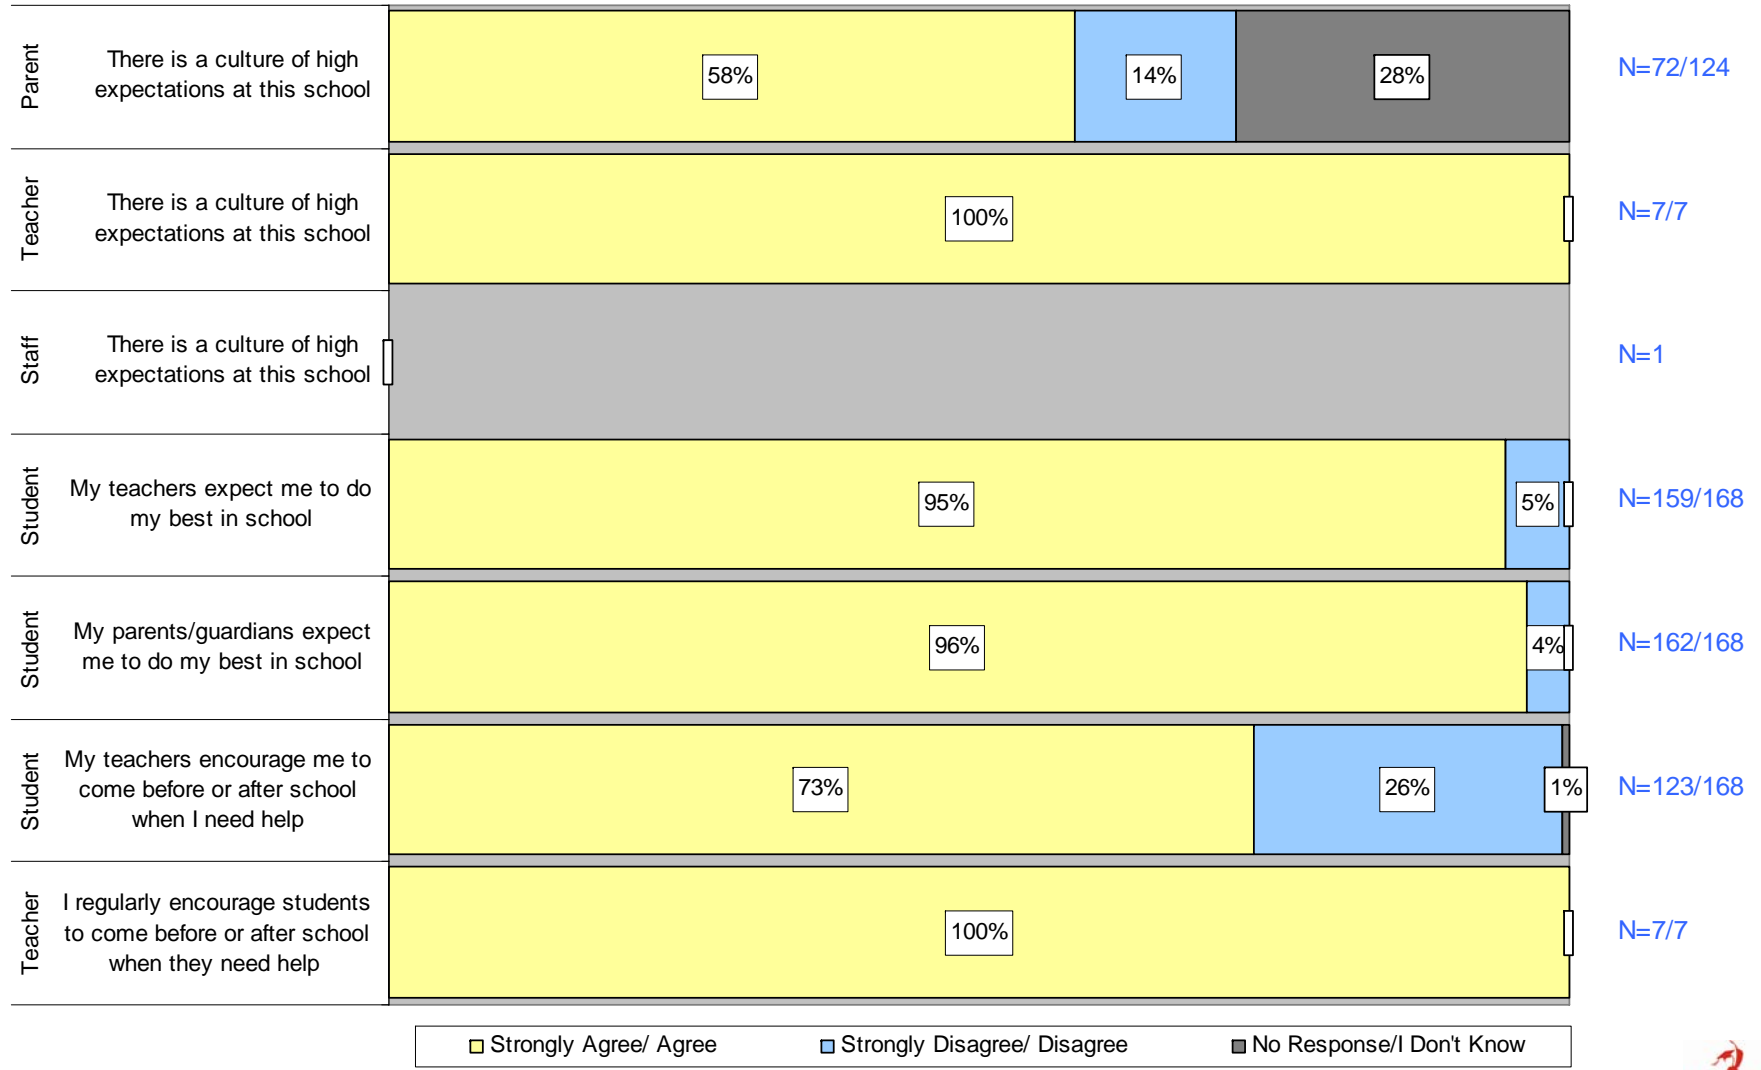 Parent
There is a culture of high
expectations at this school
58%
14%
28%
N=72/124
Teacher
There is a culture of high
expectations at this school
100%
N=7/7
Staff
There is a culture of high
expectations at this school
N=1
Student
My teachers expect me to do
my best in school
95%
5%
N=159/168
Student
My parents/guardians expect
me to do my best in school
96%
4%
N=162/168
Student
My teachers encourage me to
come before or after school
when I need help
73%
26%
1%
N=123/168
Teacher
I regularly encourage students
to come before or after school
when they need help
100%
N=7/7
Strongly Agree/ Agree
Strongly Disagree/ Disagree
No Response/I Don't Know